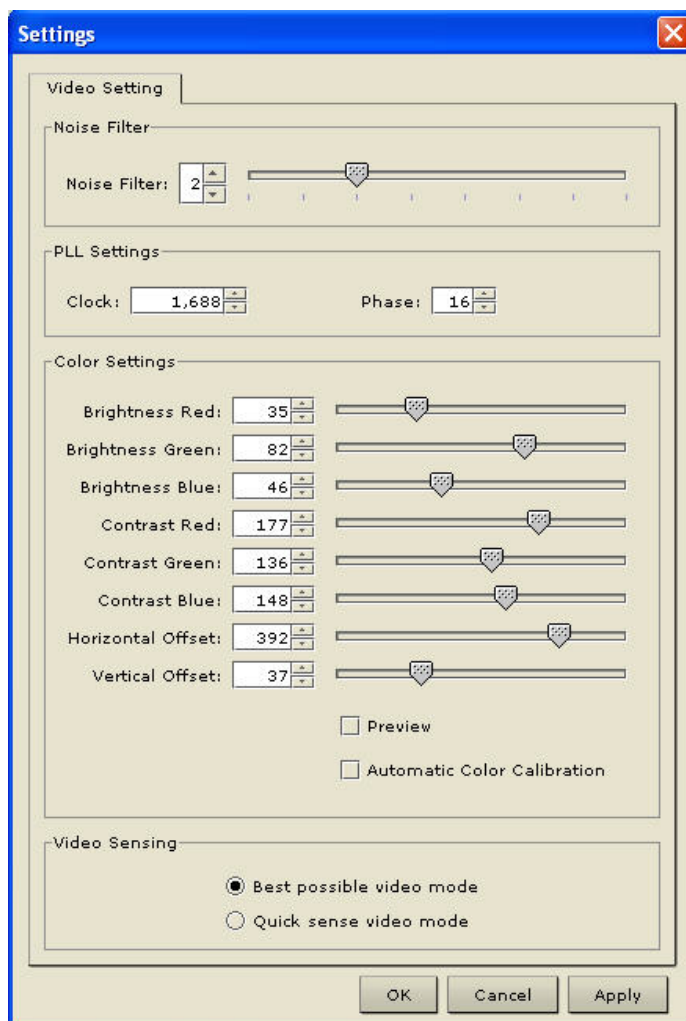 Settings
Video Setting
Noise Filter
Noise Filter: 2
PLL Settings
Clock: 1,688 Phase: 16
Color Settings
Brightness Red: 35
Brightness Green: 82
Brightness Blue: 46
Contrast Red: 177
Contrast Green: 136
Contrast Blue: 148
Horizontal Offset: 392
Vertical Offset: 37
Preview
Automatic Color Calibration
Video Sensing
Best possible video mode
Quick sense video mode
OK Cancel Apply